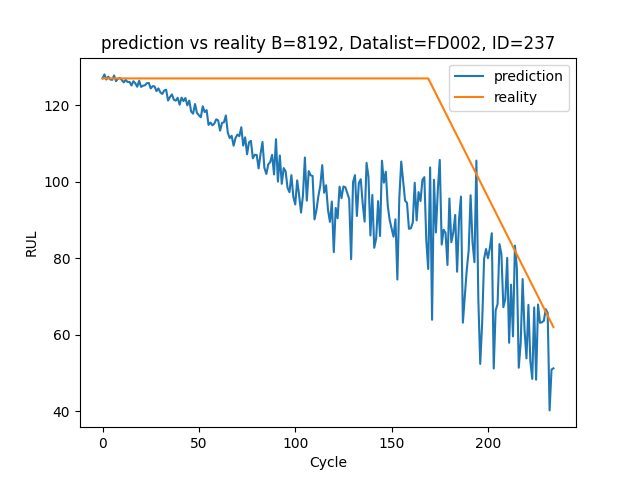 prediction vs reality B=8192, Datalist=FD002, ID=237
prediction
reality
RUL
120
100
80
60
40
0
50
100
150
200
Cycle